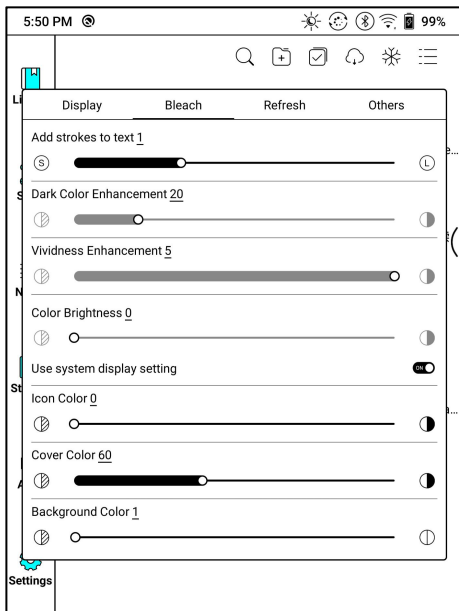 5:50 PM
99%
Display Bleach Refresh Others
Add strokes to text 1
S L
Dark Color Enhancement 20
Vividness Enhancement 5
Color Brightness 0
Use system display setting ON
Icon Color 0
Cover Color 60
Background Color 1
Settings